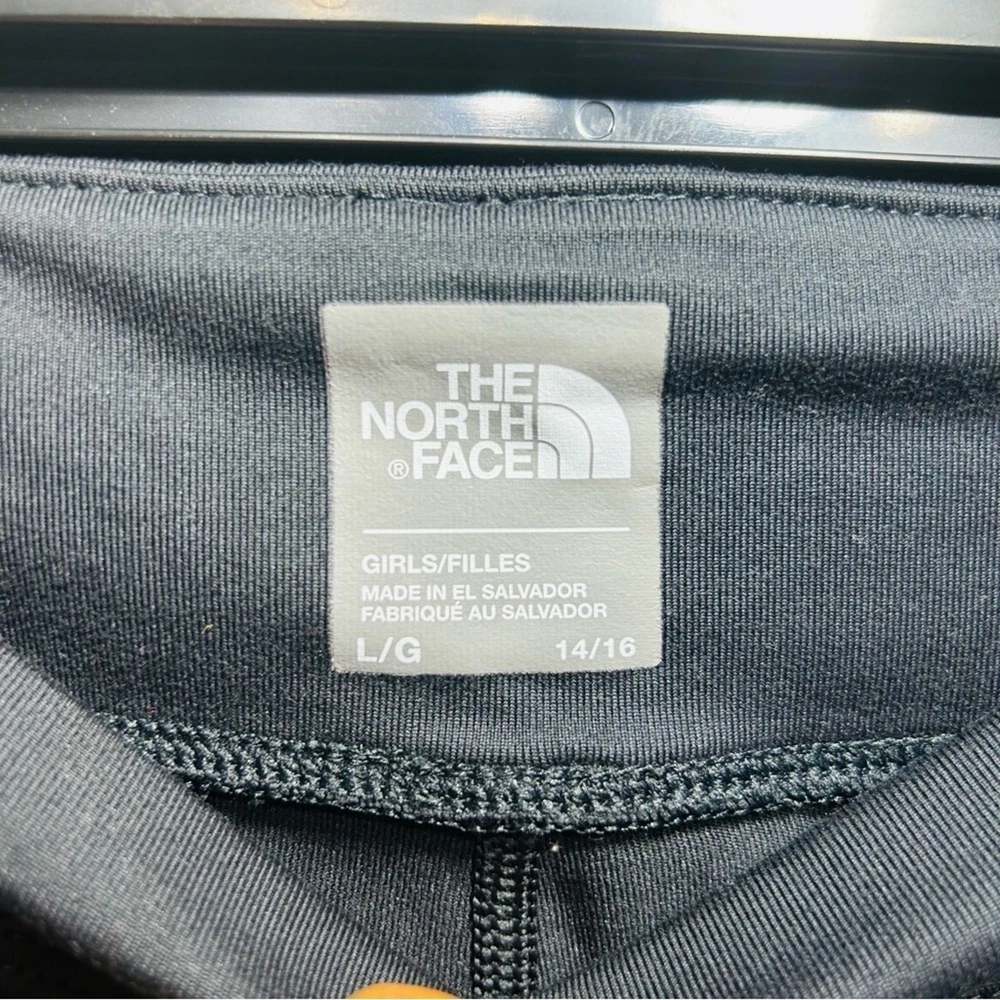 THE
NORTH
®FACE
GIRLS/FILLES
MADE IN EL SALVADOR
FABRIQUÉ AU SALVADOR
L/G 14/16